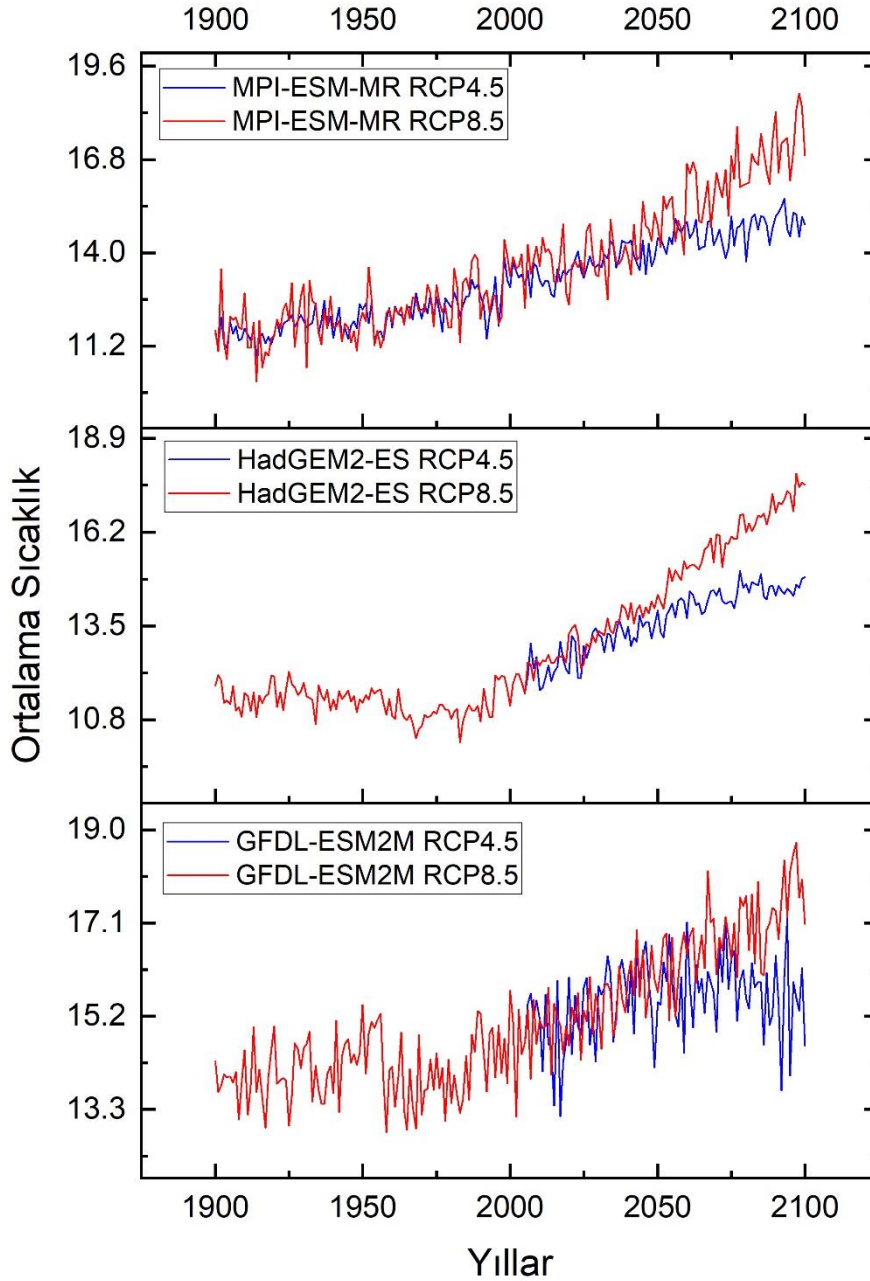 1900 1950 2000 2050 2100
19.6
MPI-ESM-MR RCP4.5
MPI-ESM-MR RCP8.5
16.8
14.0
11.2
18.9
HadGEM2-ES RCP4.5
HadGEM2-ES RCP8.5
16.2
13.5
10.8
Ortalama Sıcaklık
19.0
GFDL-ESM2M RCP4.5
GFDL-ESM2M RCP8.5
17.1
15.2
13.3
1900 1950 2000 2050 2100
Yıllar